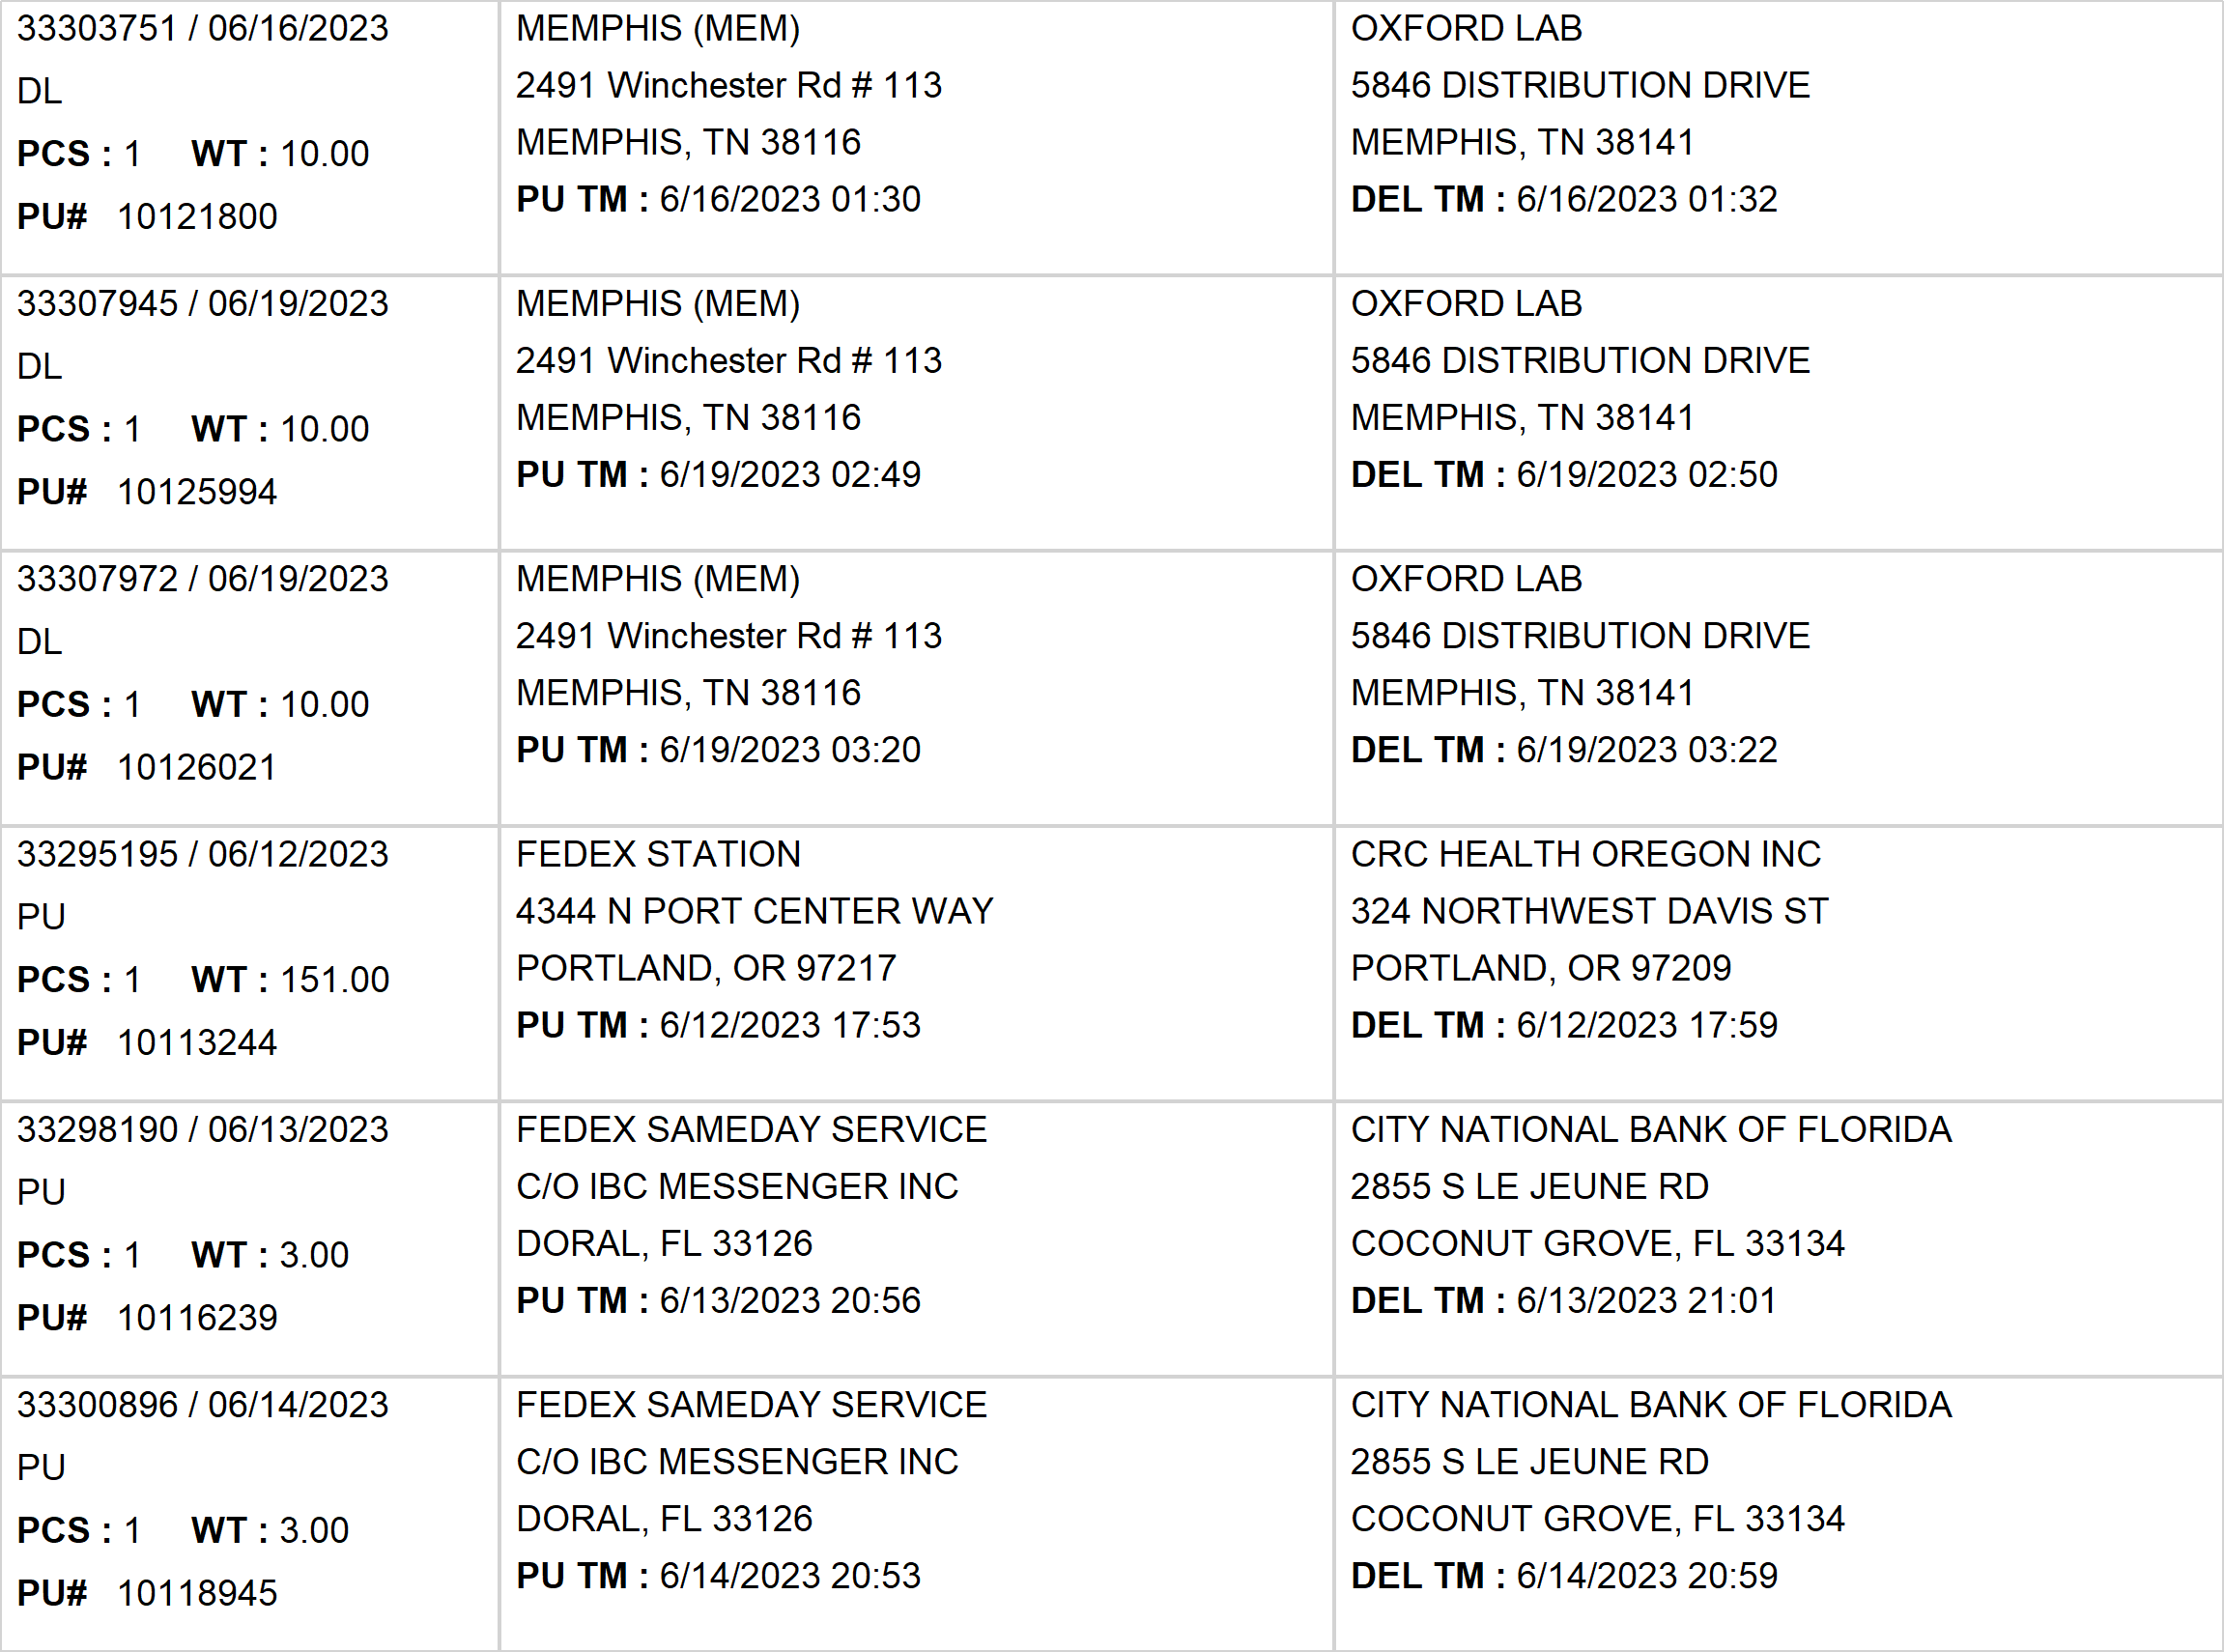 33303751 / 06/16/2023
DL
PCS : 1 WT : 10.00
PU# 10121800
MEMPHIS (MEM)
2491 Winchester Rd # 113
MEMPHIS, TN 38116
PU TM : 6/16/2023 01:30
OXFORD LAB
5846 DISTRIBUTION DRIVE
MEMPHIS, TN 38141
DEL TM : 6/16/2023 01:32
33307945 / 06/19/2023
DL
PCS : 1 WT : 10.00
PU# 10125994
MEMPHIS (MEM)
2491 Winchester Rd # 113
MEMPHIS, TN 38116
PU TM : 6/19/2023 02:49
OXFORD LAB
5846 DISTRIBUTION DRIVE
MEMPHIS, TN 38141
DEL TM : 6/19/2023 02:50
33307972 / 06/19/2023
DL
PCS : 1 WT : 10.00
PU# 10126021
MEMPHIS (MEM)
2491 Winchester Rd # 113
MEMPHIS, TN 38116
PU TM : 6/19/2023 03:20
OXFORD LAB
5846 DISTRIBUTION DRIVE
MEMPHIS, TN 38141
DEL TM : 6/19/2023 03:22
33295195 / 06/12/2023
PU
PCS : 1 WT : 151.00
PU# 10113244
FEDEX STATION
4344 N PORT CENTER WAY
PORTLAND, OR 97217
PU TM : 6/12/2023 17:53
CRC HEALTH OREGON INC
324 NORTHWEST DAVIS ST
PORTLAND, OR 97209
DEL TM : 6/12/2023 17:59
33298190 / 06/13/2023
PU
PCS : 1 WT : 3.00
PU# 10116239
FEDEX SAMEDAY SERVICE
C/O IBC MESSENGER INC
DORAL, FL 33126
PU TM : 6/13/2023 20:56
CITY NATIONAL BANK OF FLORIDA
2855 S LE JEUNE RD
COCONUT GROVE, FL 33134
DEL TM : 6/13/2023 21:01
33300896 / 06/14/2023
PU
PCS : 1 WT : 3.00
PU# 10118945
FEDEX SAMEDAY SERVICE
C/O IBC MESSENGER INC
DORAL, FL 33126
PU TM : 6/14/2023 20:53
CITY NATIONAL BANK OF FLORIDA
2855 S LE JEUNE RD
COCONUT GROVE, FL 33134
DEL TM : 6/14/2023 20:59